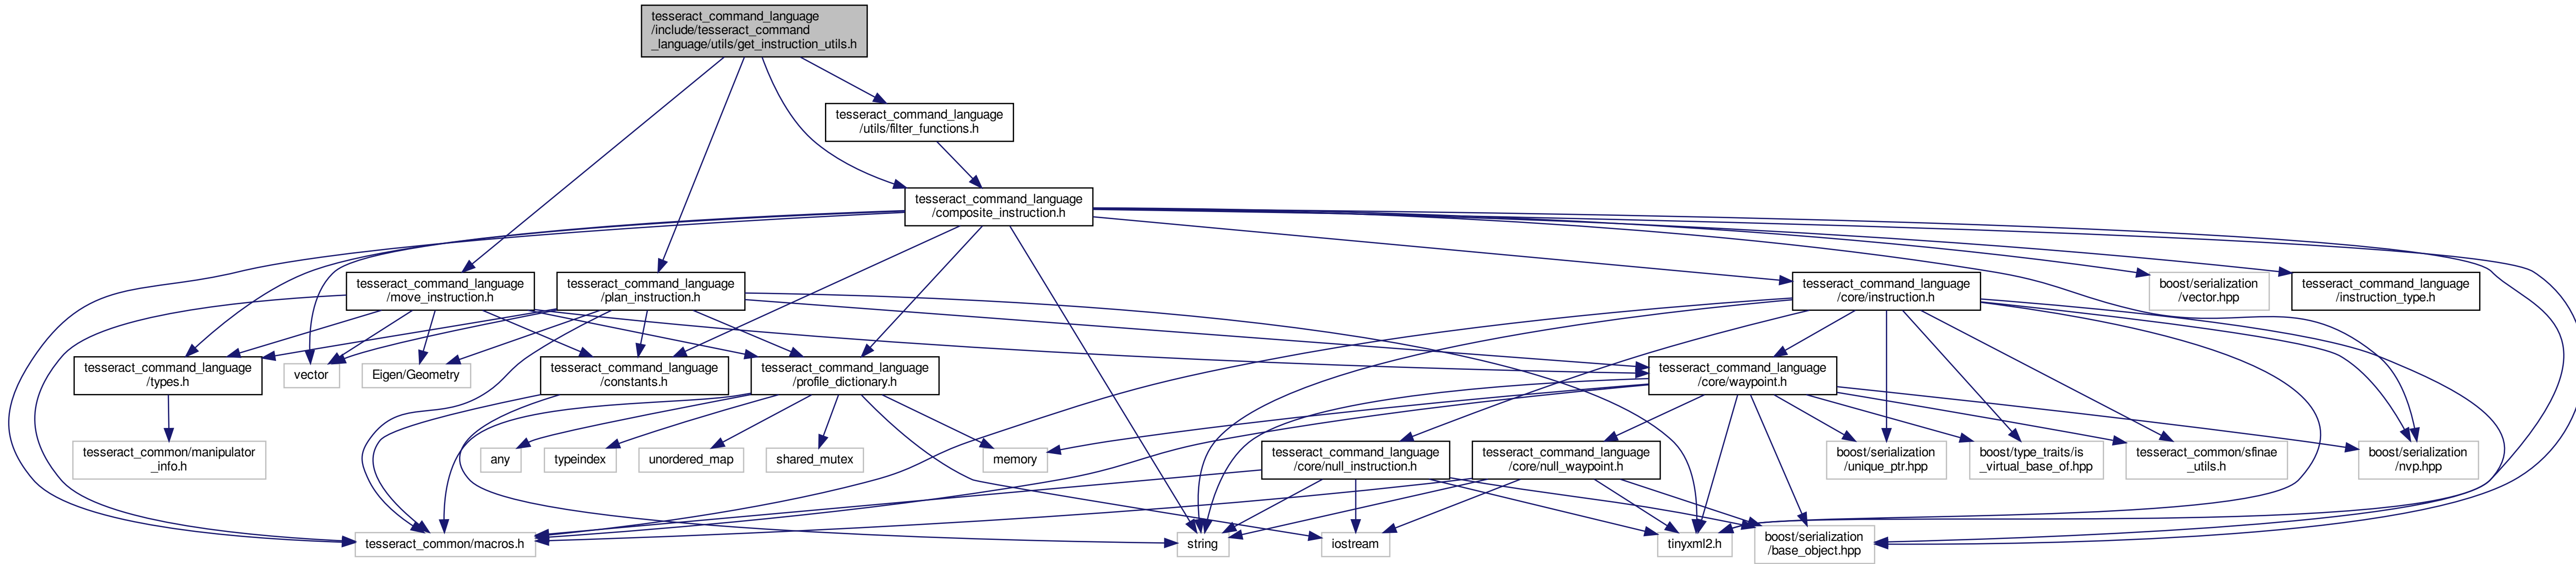 tesseract_command_language
/include/tesseract_command
_language/utils/get_instruction_utils.h
tesseract_command_language
/utils/filter_functions.h
tesseract_command_language
/composite_instruction.h
tesseract_command_language
/move_instruction.h
tesseract_command_language
/plan_instruction.h
tesseract_command_language
/core/instruction.h
boost/serialization
/vector.hpp
tesseract_command_language
/instruction_type.h
tesseract_command_language
/types.h
vector
Eigen/Geometry
tesseract_command_language
/constants.h
tesseract_command_language
/profile_dictionary.h
tesseract_command_language
/core/waypoint.h
tesseract_common/manipulator
_info.h
any
typeindex
unordered_map
shared_mutex
memory
tesseract_command_language
/core/null_instruction.h
tesseract_command_language
/core/null_waypoint.h
boost/serialization
/unique_ptr.hpp
boost/type_traits/is
_virtual_base_of.hpp
tesseract_common/sfinae
_utils.h
boost/serialization
/nvp.hpp
tesseract_common/macros.h
string
iostream
tinyxml2.h
boost/serialization
/base_object.hpp